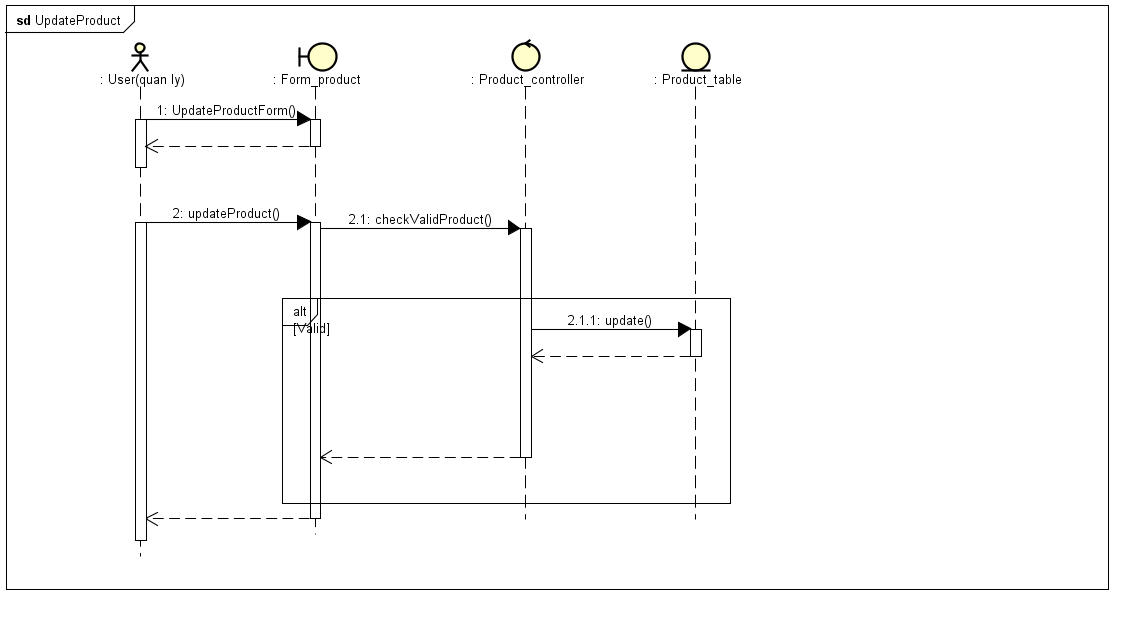 sd UpdateProduct
: User(quan ly)
: Form_product
: Product_controller
: Product_table
1: UpdateProductForm()
2: updateProduct()
2.1: checkValidProduct()
alt
[Valid]
2.1.1: update()